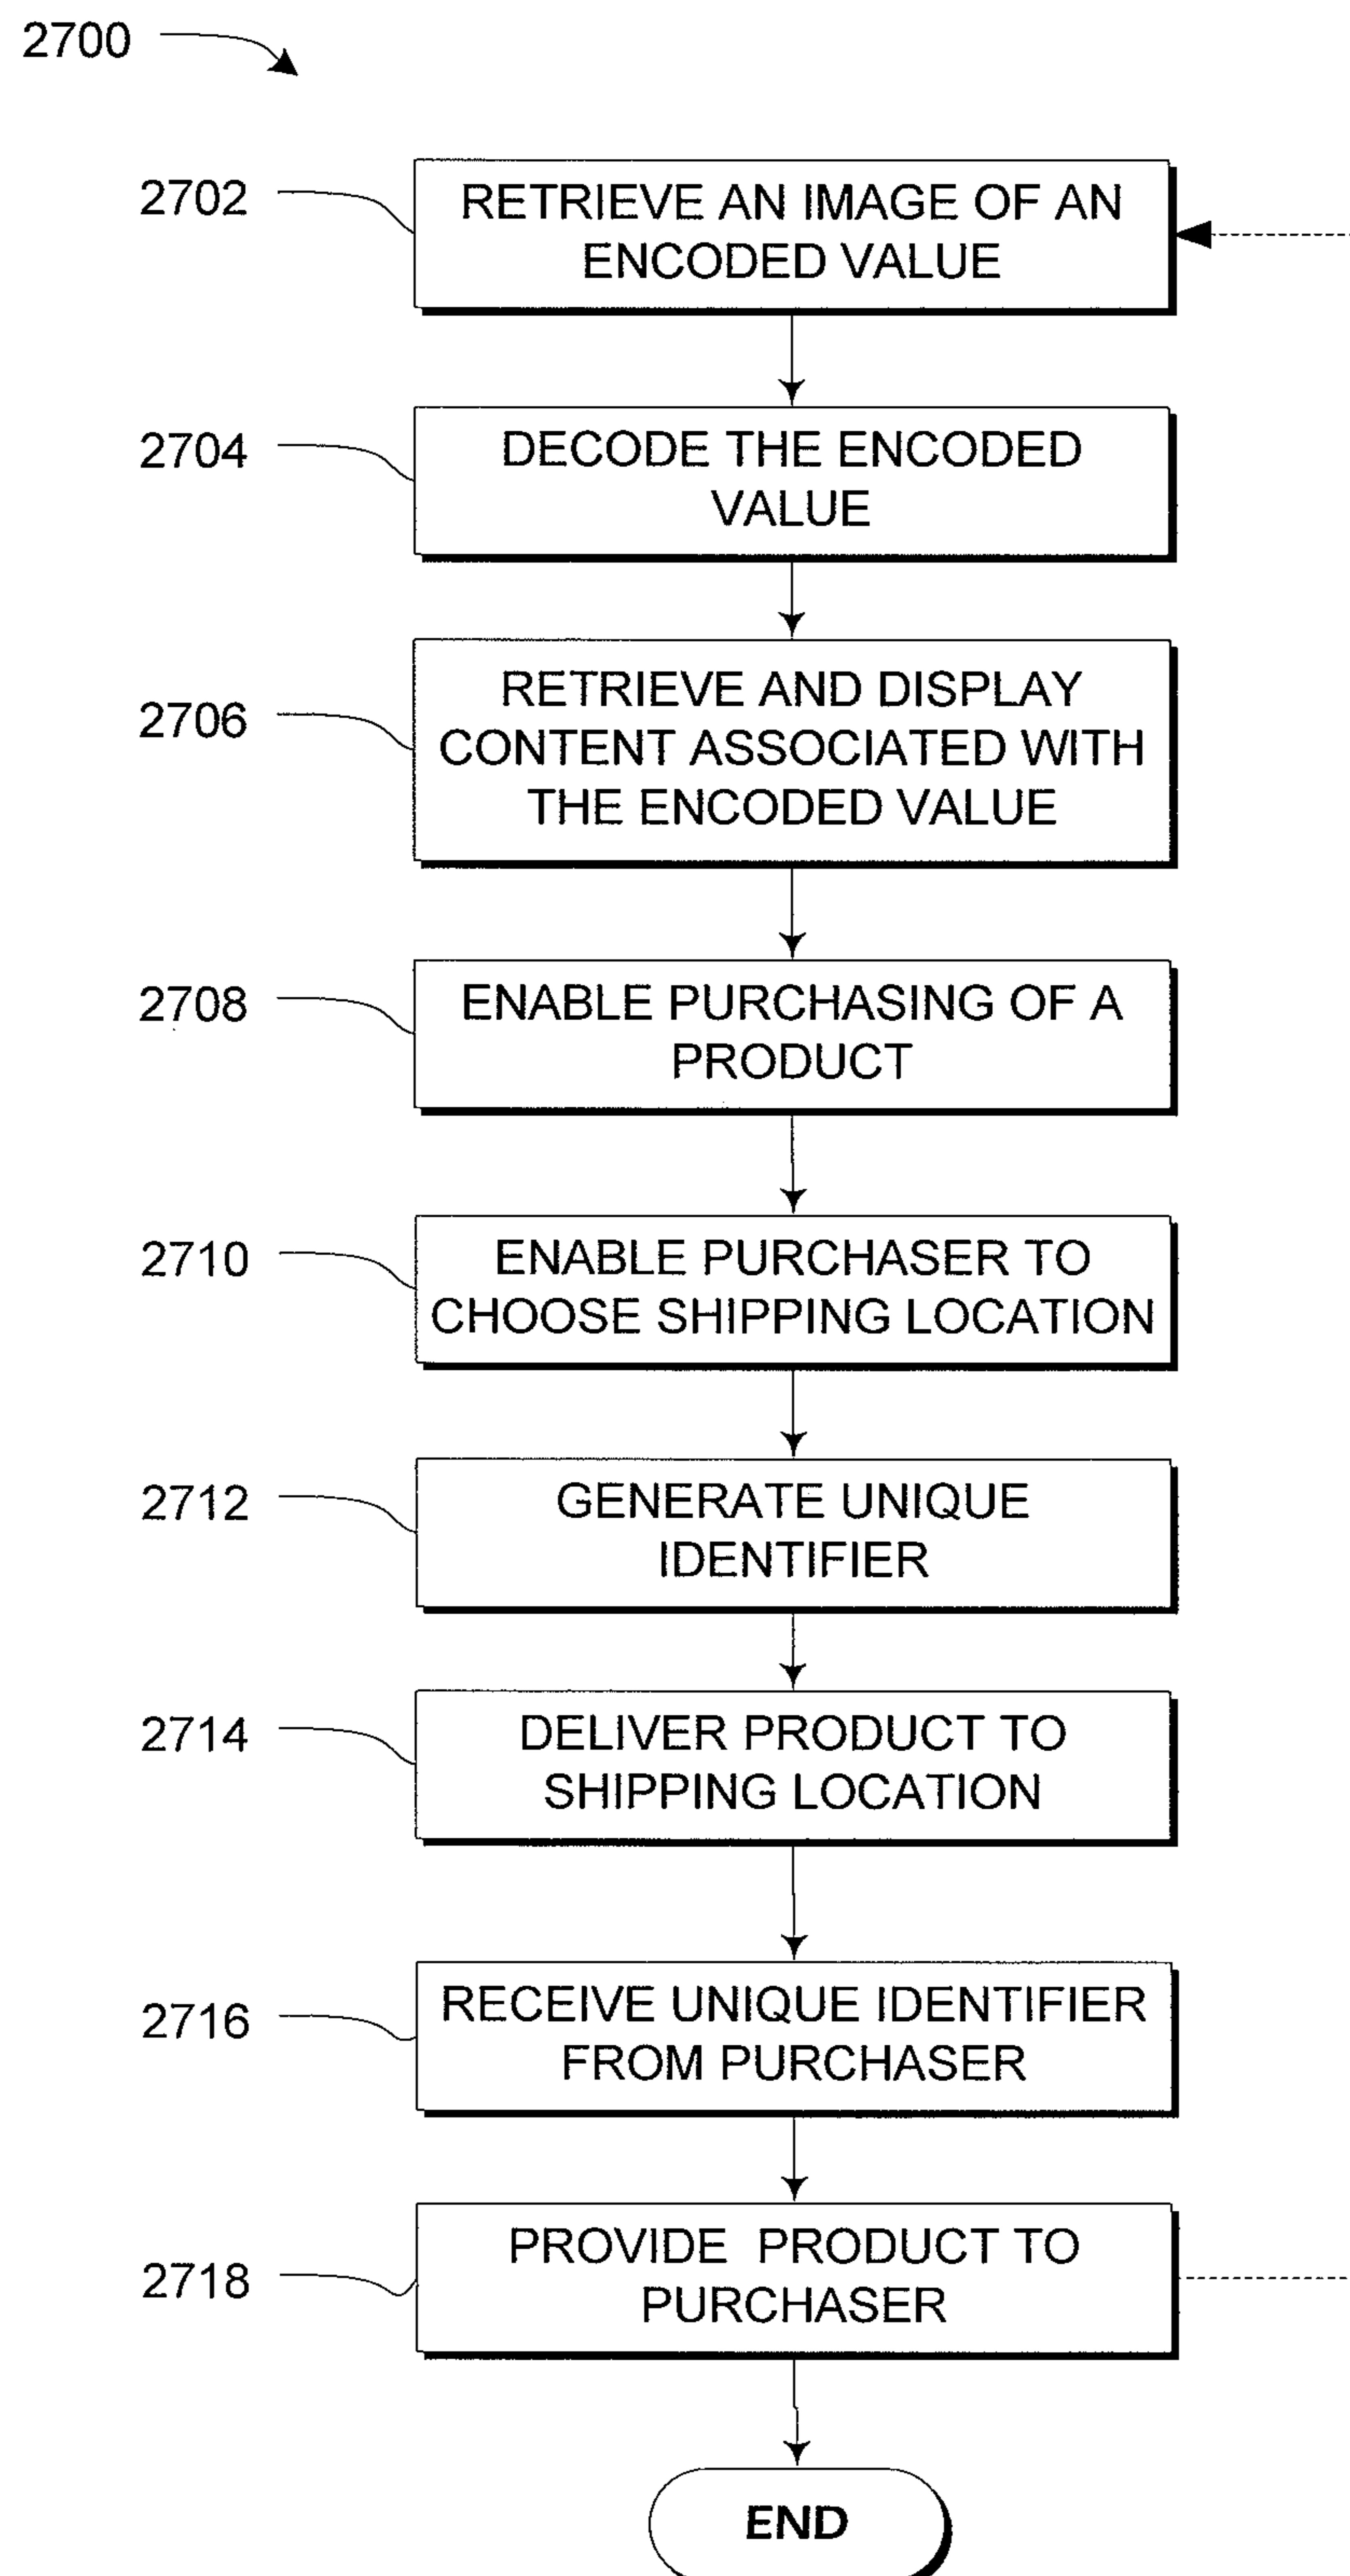 2700
2702
RETRIEVE AN IMAGE OF AN
ENCODED VALUE
2704
DECODE THE ENCODED
VALUE
2706
RETRIEVE AND DISPLAY
CONTENT ASSOCIATED WITH
THE ENCODED VALUE
2708
ENABLE PURCHASING OF A
PRODUCT
2710
ENABLE PURCHASER TO
CHOOSE SHIPPING LOCATION
2712
GENERATE UNIQUE
IDENTIFIER
2714
DELIVER PRODUCT TO
SHIPPING LOCATION
2716
RECEIVE UNIQUE IDENTIFIER
FROM PURCHASER
2718
PROVIDE PRODUCT TO
PURCHASER
END